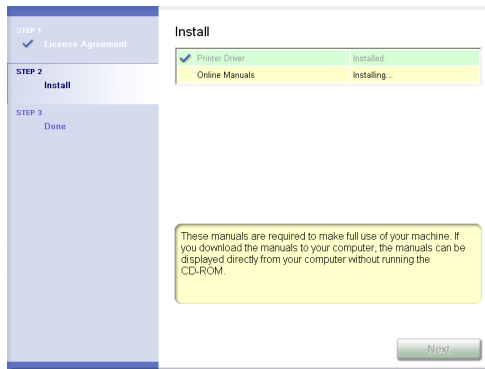 STEP 1
License Agreement
STEP 2
Install
STEP 3
Done
Install
Printer Driver Installed.
Online Manuals Installing...
These manuals are required to make full use of your machine. If
you download the manuals to your computer, the manuals can be
displayed directly from your computer without running the
CD-ROM.
Next